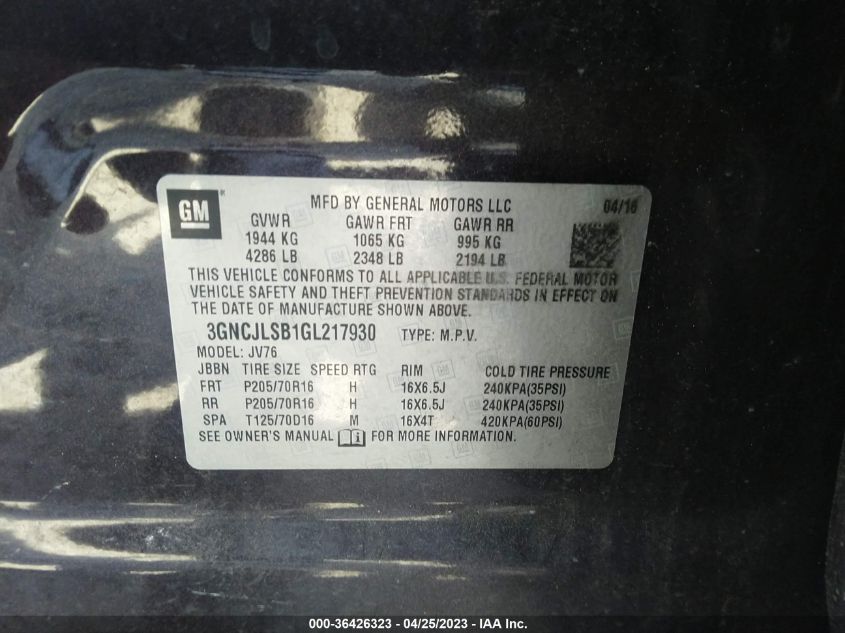 GM ® MFD BY GENERAL MOTORS LLC 04/16
GVWR GAWR FRT GAWR RR
1944 KG 1065 KG 995 KG
4286 LB 2348 LB 2194 LB
THIS VEHICLE CONFORMS TO ALL APPLICABLE U.S. FEDERAL MOTOR
VEHICLE SAFETY AND THEFT PREVENTION STANDARDS IN EFFECT ON
THE DATE OF MANUFACTURE SHOWN ABOVE.
3GNCJLSB1GL217930 TYPE: M.P.V.
MODEL: JV76
JBBN TIRE SIZE SPEED RTG RIM COLD TIRE PRESSURE
FRT P205/70R16 H 16X6.5J 240KPA(35PSI)
RR P205/70R16 H 16X6.5J 240KPA(35PSI)
SPA T125/70D16 M 16X4T 420KPA(60PSI)
SEE OWNER'S MANUAL FOR MORE INFORMATION.
000-36426323 - 04/25/2023 - IAA Inc.